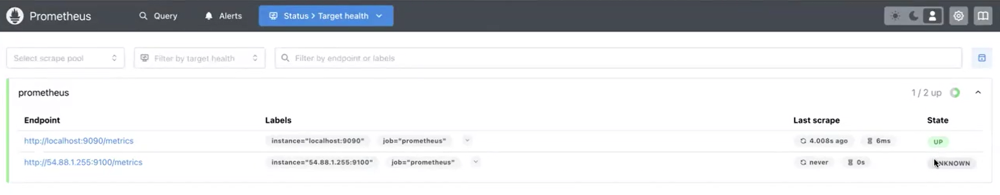 Prometheus Query Alerts Status > Target health
Select scrape pool Filter by target health Filter by endpoint or labels
prometheus 1 / 2 up
Endpoint Labels Last scrape State
http://localhost:9090/metrics instance="localhost:9090" job="prometheus" 4.008s ago 6ms UP
http://54.88.1.255:9100/metrics instance="54.88.1.255:9100" job="prometheus" never 0s UNKNOWN